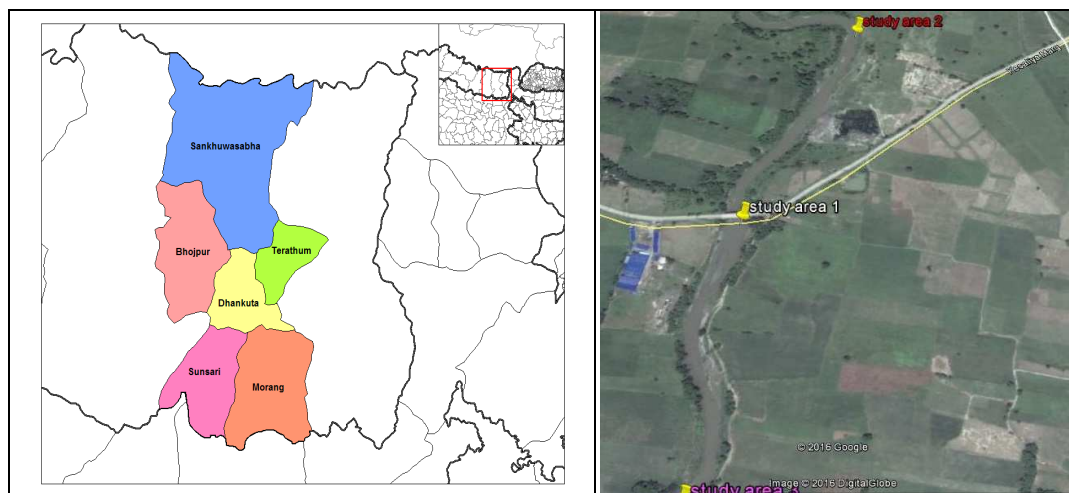 Sankhuwasabha
Bhojpur
Terathum
Dhankuta
Sunsari
Morang
study area 2
study area 1
© 2016 Google
Image © 2016 DigitalGlobe
study area 3